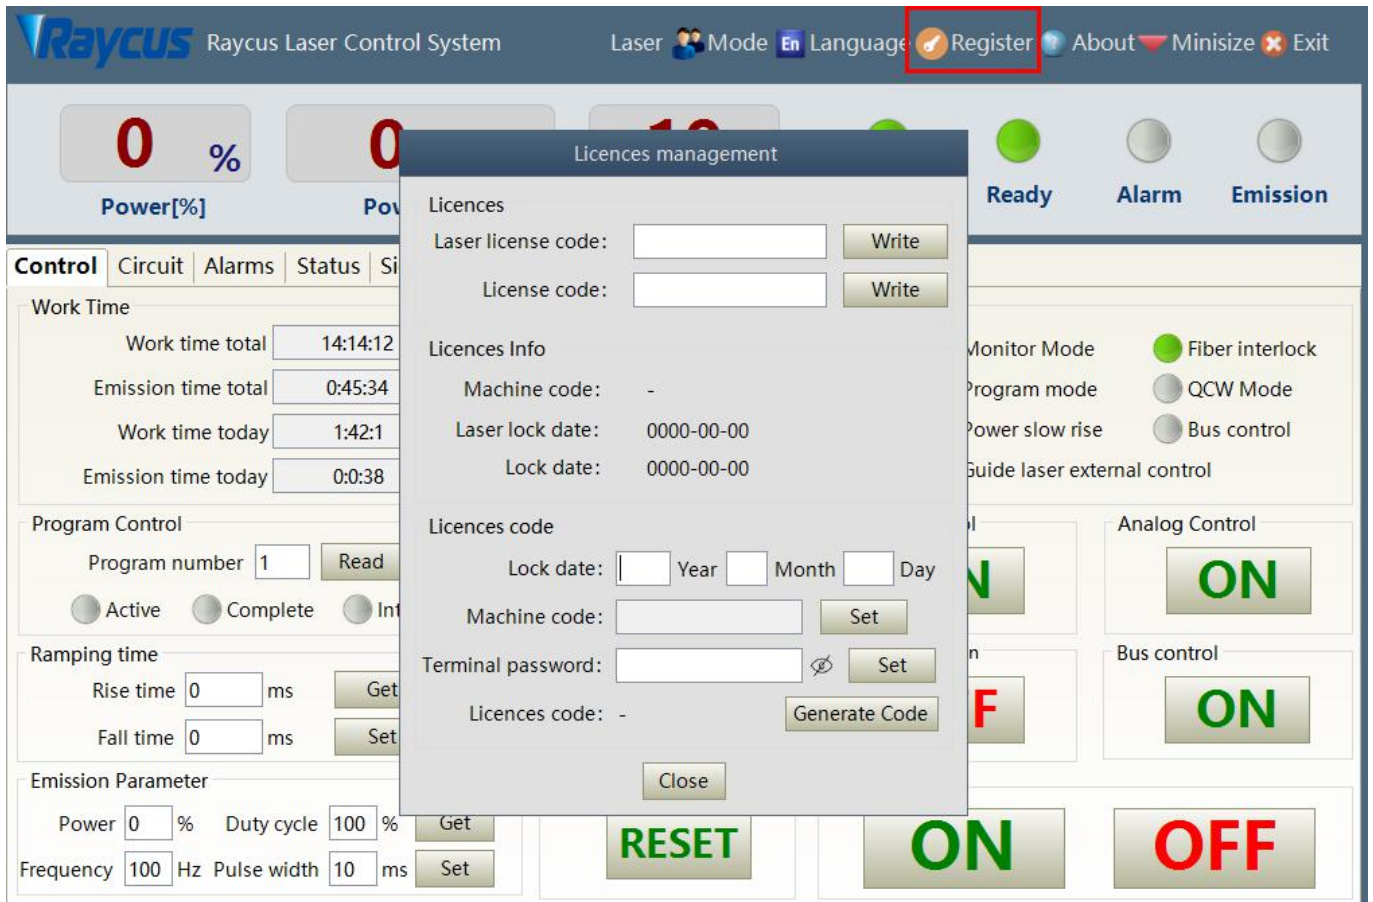 Raycus Raycus Laser Control System Laser Mode En Language Register About Minisize Exit
0 % 0
Power[%] Ready Alarm Emission
Licences management
Licences
Laser license code: Write
License code: Write
Licences Info
Machine code: -
Laser lock date: 0000-00-00
Lock date: 0000-00-00
Licences code
Lock date: Year Month Day
Machine code: Set
Terminal password: Set
Licences code: - Generate Code
Close
Control Circuit Alarms Status
Work Time
Work time total 14:14:12
Emission time total 0:45:34
Work time today 1:42:1
Emission time today 0:0:38
Monitor Mode Fiber interlock
Program mode QCW Mode
Power slow rise Bus control
Guide laser external control
Program Control
Program number 1 Read
Active Complete
Analog Control
ON
Ramping time
Rise time 0 ms Get
Fall time 0 ms Set
Bus control
ON
Emission Parameter
Power 0 % Duty cycle 100 % Get
Frequency 100 Hz Pulse width 10 ms Set
RESET
ON OFF